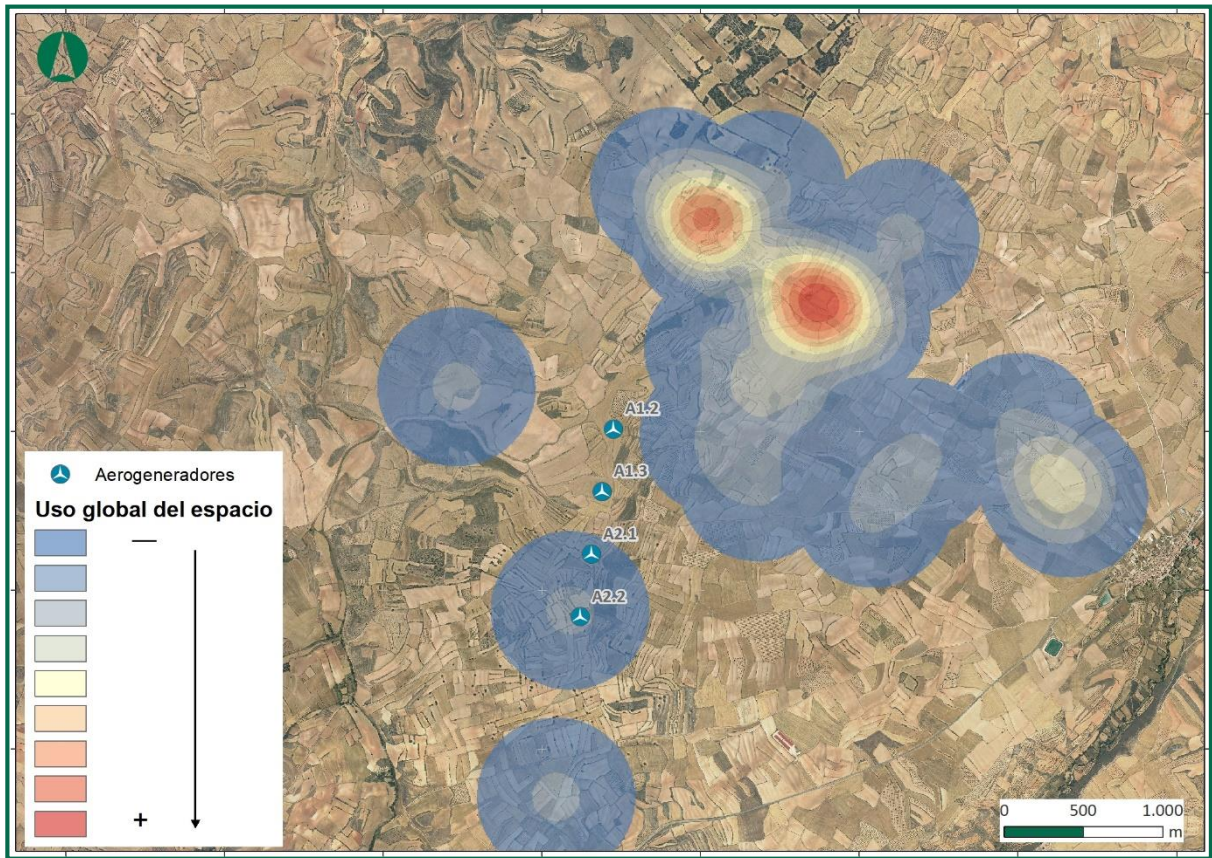 A1.2
A1.3
A2.1
A2.2
Aerogeneradores
Uso global del espacio
—
+
0 500 1.000
m